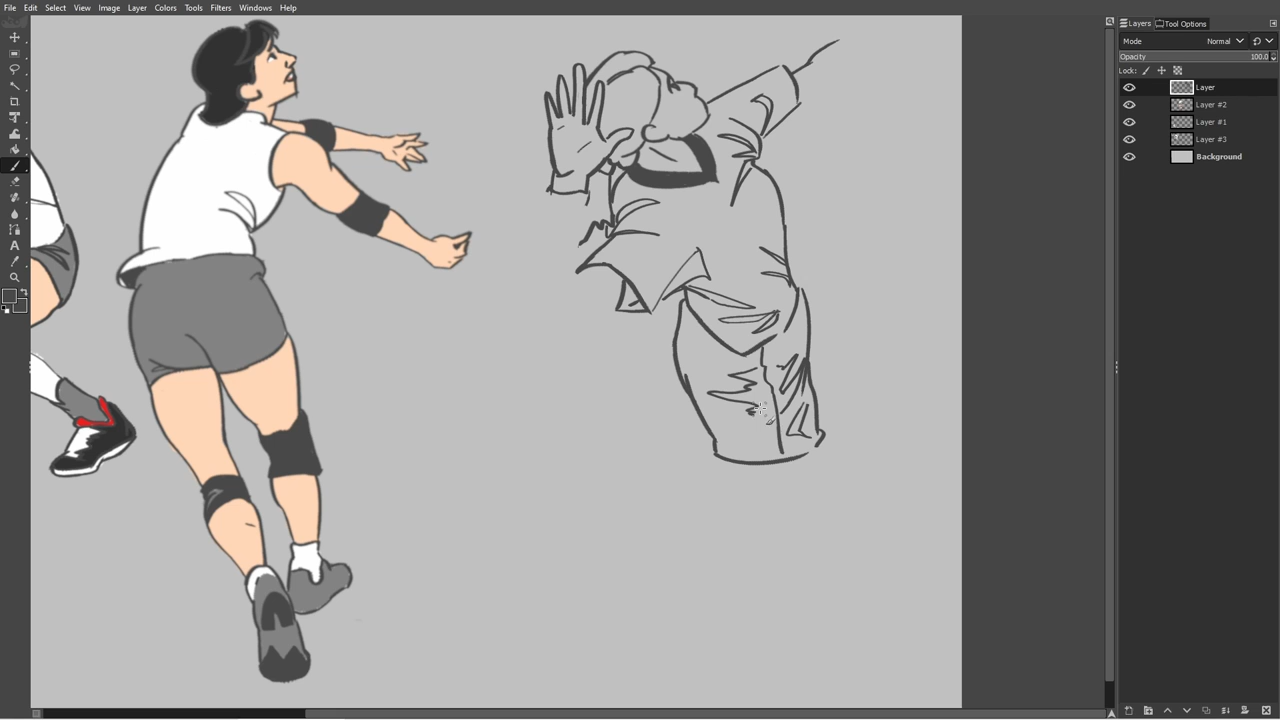 File Edit Select View Image Layer Colors Tools Filters Windows Help
Layers Tool Options
Mode Normal
Opacity 100.0
Lock:
Layer
Layer #2
Layer #1
Layer #3
Background